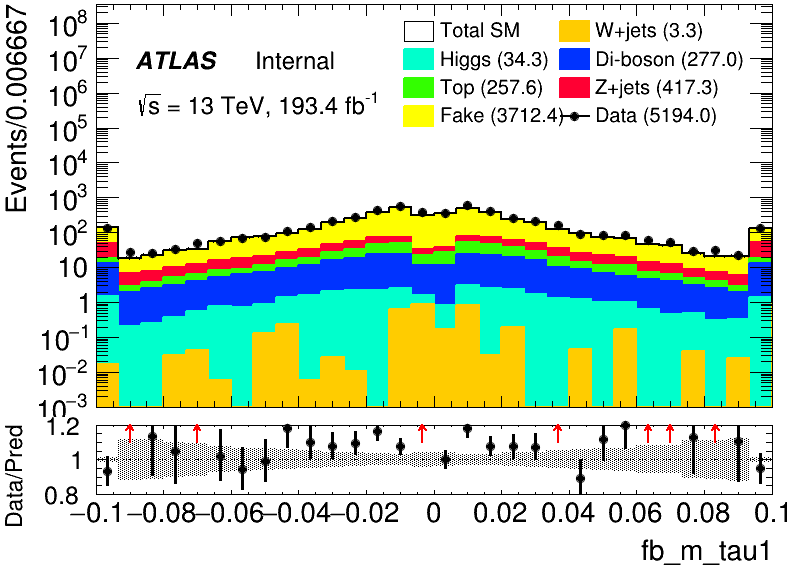 Events/0.006667
10^8
10^7
10^6
10^5
10^4
10^3
10^2
10
1
10^−1
10^−2
10^−3
ATLAS Internal
√s = 13 TeV, 193.4 fb^-1
Total SM
Higgs (34.3)
Top (257.6)
Fake (3712.4)
W+jets (3.3)
Di-boson (277.0)
Z+jets (417.3)
Data (5194.0)
Data/Pred
1.2
1
0.8
−0.1 −0.08 −0.06 −0.04 −0.02 0 0.02 0.04 0.06 0.08 0.1
fb_m_tau1